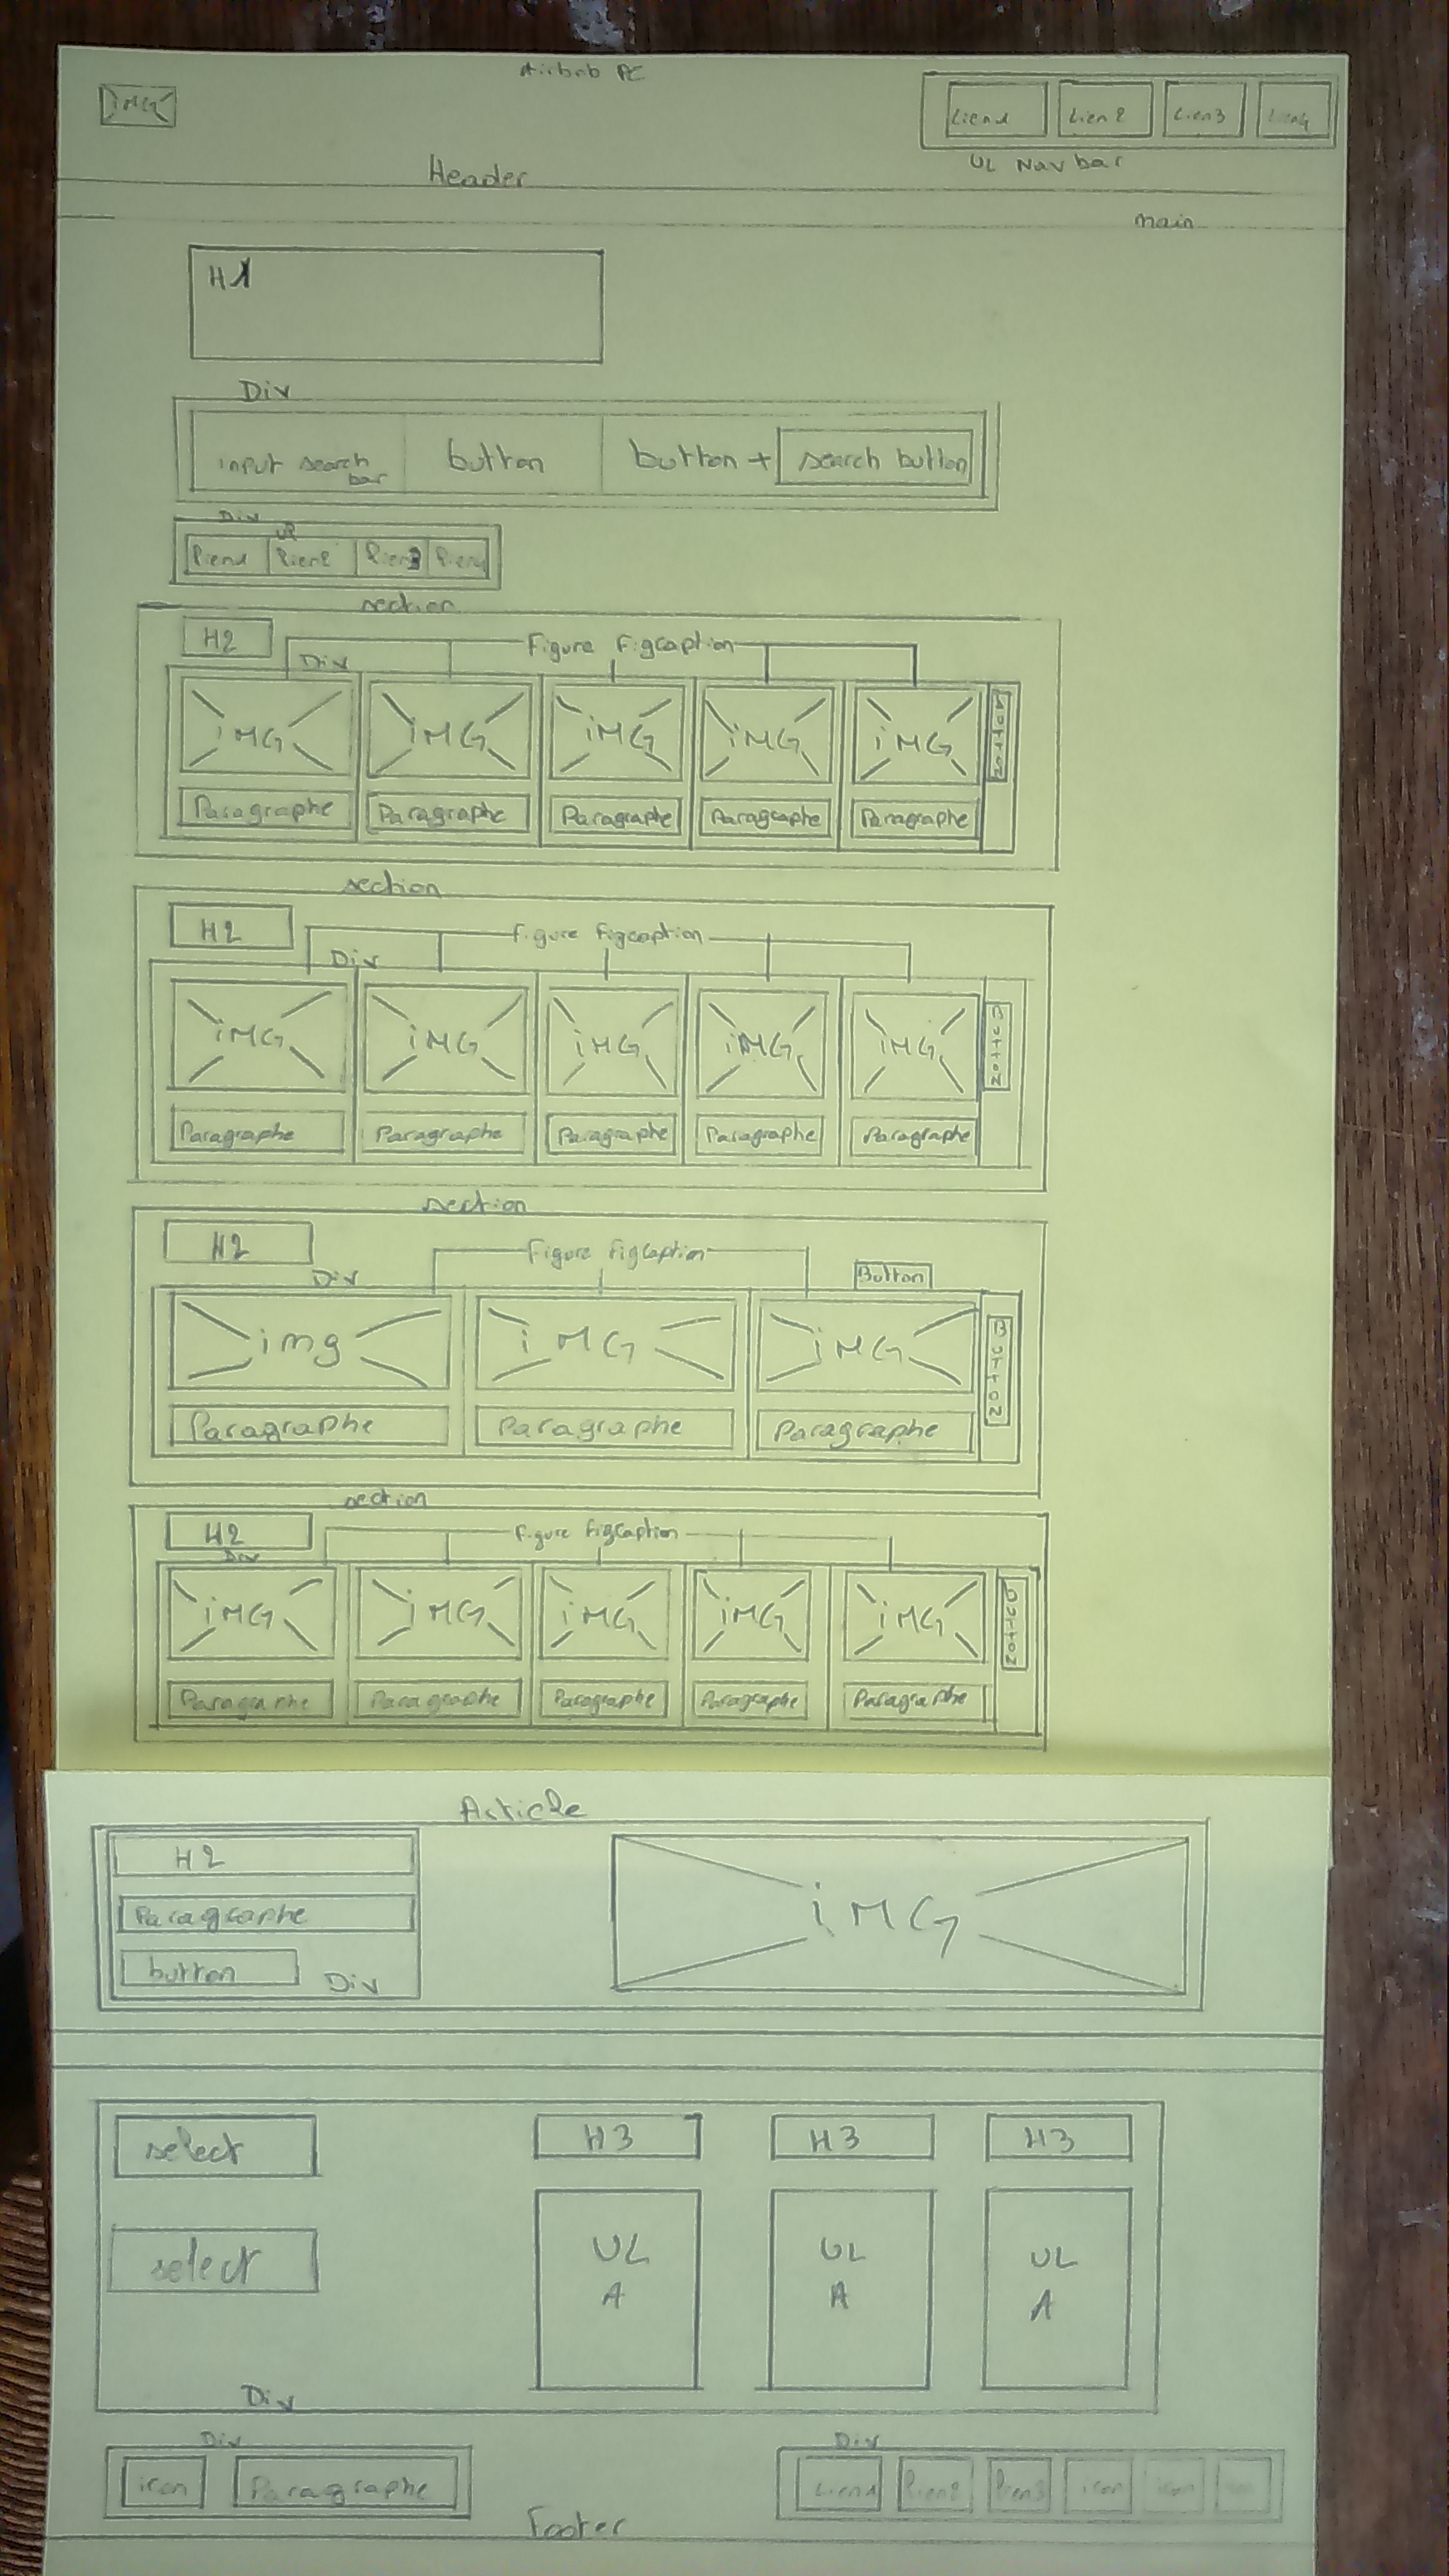 Airbnb PC
iMG
Lien1 Lien2 Lien3 Lien4
UL Navbar
Header
main
H1
Div
input search bar button button + search button
Div
ul
lien1 lien2 lien3 lien4
section
H2
Figure Figcaption
Div
iMG iMG iMG iMG iMG
Button
Paragraphe Paragraphe Paragraphe Paragraphe Paragraphe
section
H2
figure figcaption
Div
iMG iMG iMG iMG iMG
Button
Paragraphe Paragraphe Paragraphe Paragraphe Paragraphe
section
H2
figure figcaption
Div
Button
img iMG iMG
Button
Paragraphe Paragraphe Paragraphe
section
H2
figure figcaption
Div
iMG iMG iMG iMG iMG
Button
Paragraphe Paragraphe Paragraphe Paragraphe Paragraphe
Article
H2
Paragraphe
button
Div
iMG
select
H3 H3 H3
select
UL UL UL
A A A
Div
Div
icon Paragraphe
Div
Lien1 lien2 lien3 icon icon
Footer